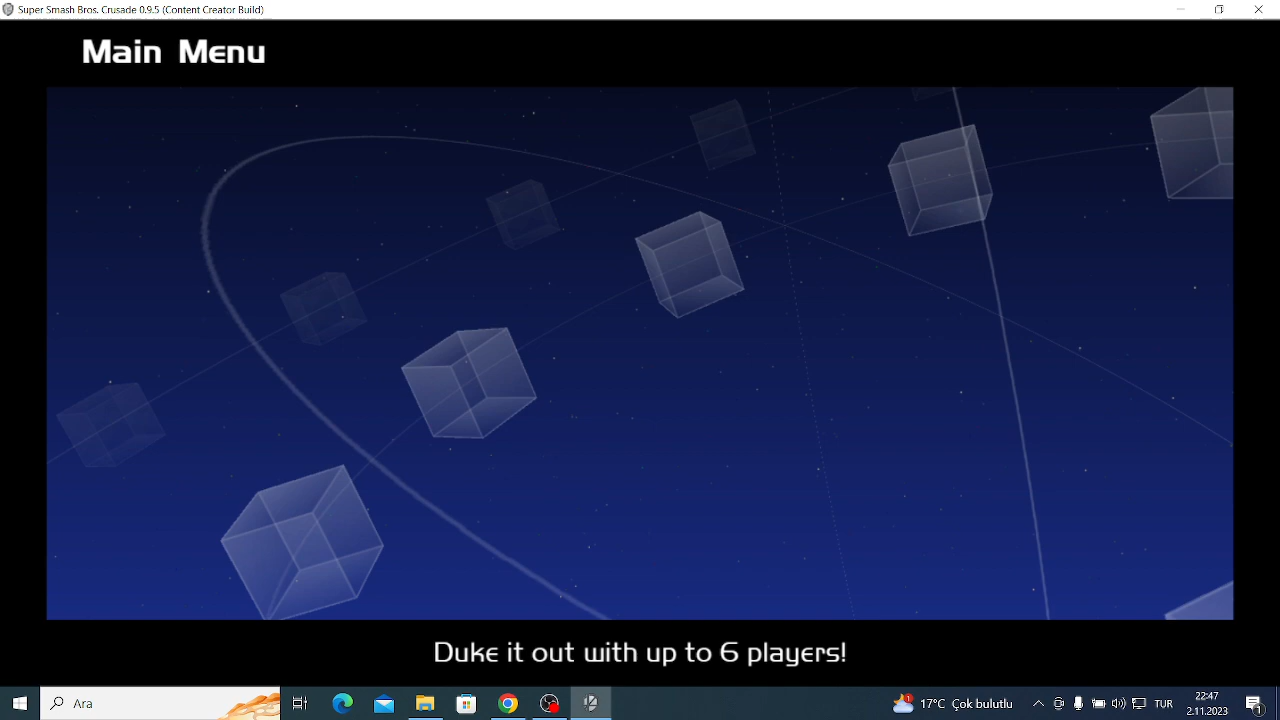 Super Smash Bros. Crusade 0.9.5 (Content Creator Build)
Main Menu
Duke it out with up to 6 players!
Ara
17°C Çok bulutlu
TUR
22:47
2.11.2023